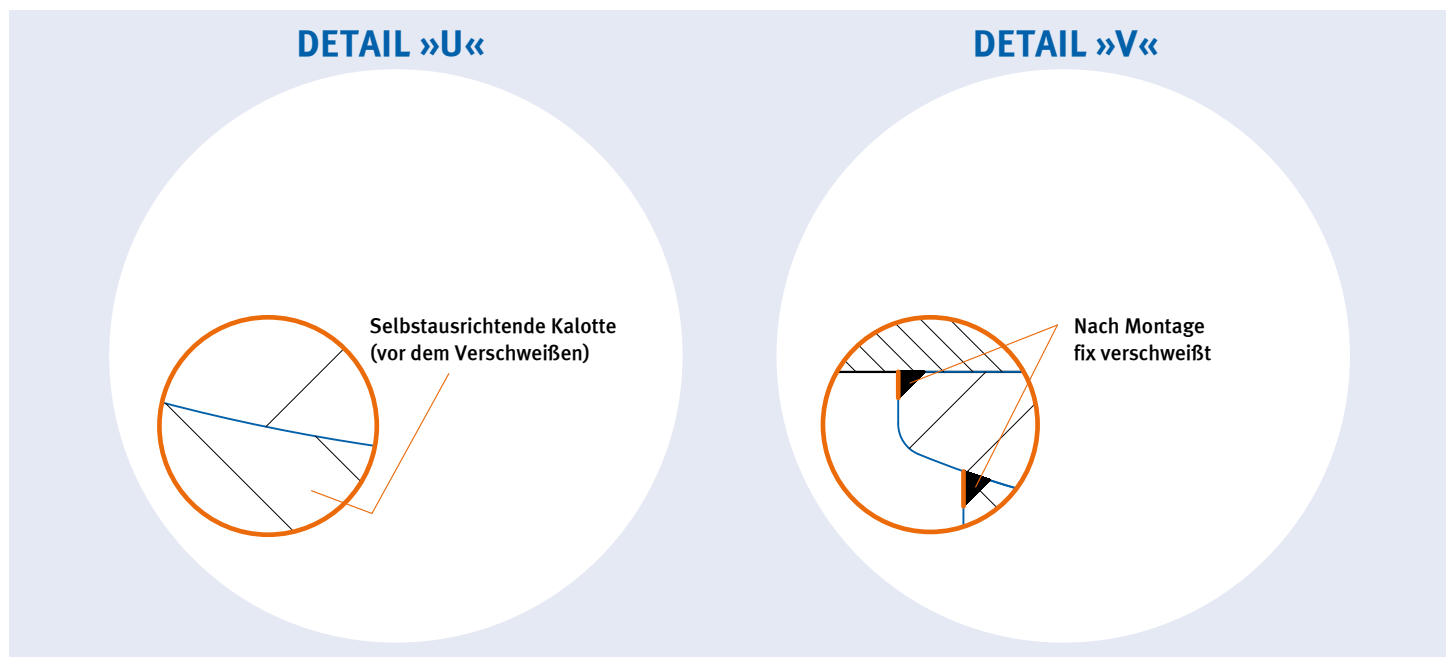 DETAIL »U«
DETAIL »V«
Selbstausrichtende Kalotte
(vor dem Verschweißen)
Nach Montage
fix verschweißt